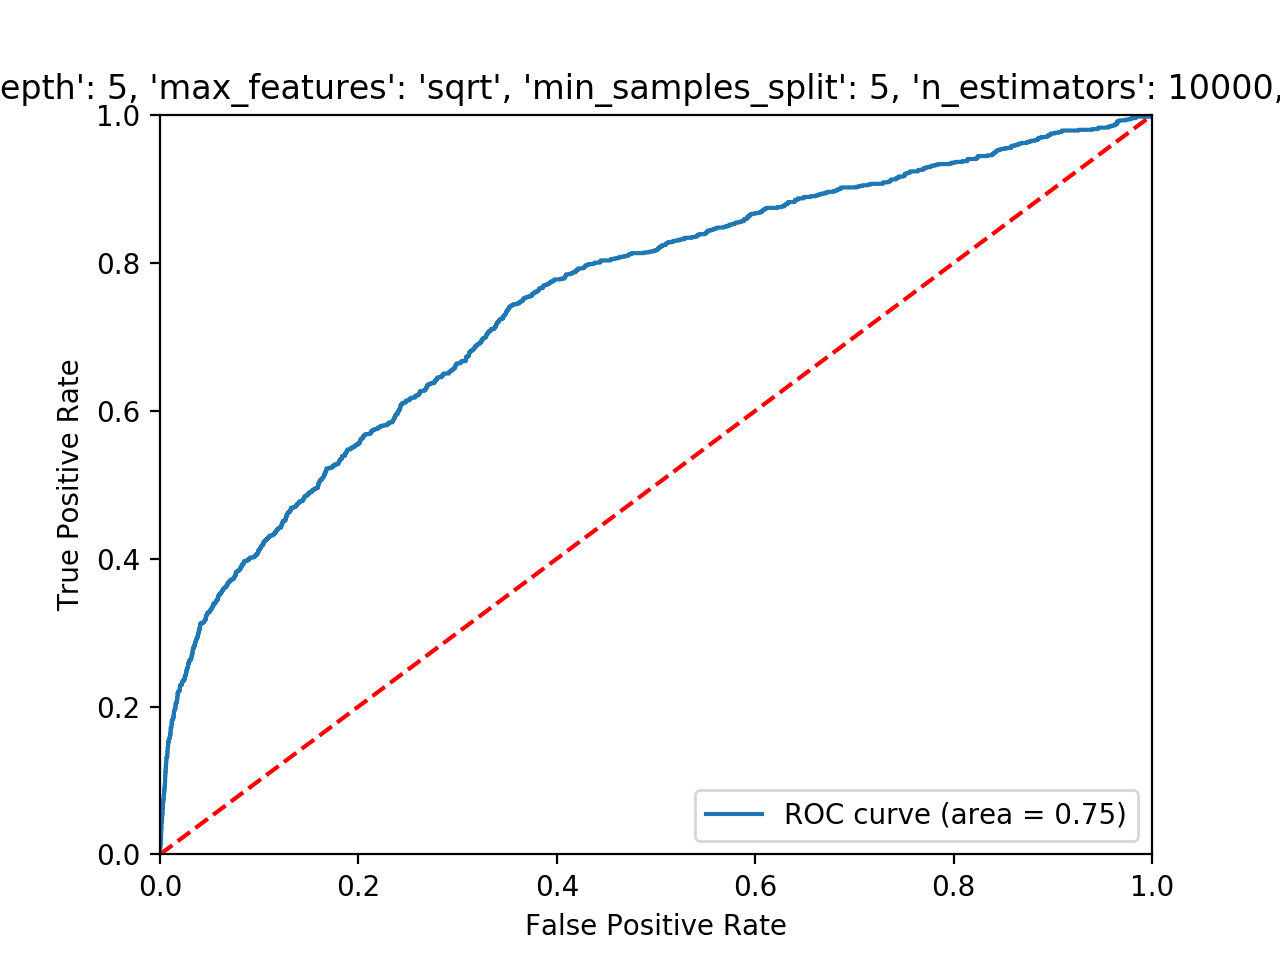 epth': 5, 'max_features': 'sqrt', 'min_samples_split': 5, 'n_estimators': 10000,
1.0
0.8
0.6
0.4
0.2
0.0
True Positive Rate
ROC curve (area = 0.75)
0.0 0.2 0.4 0.6 0.8 1.0
False Positive Rate